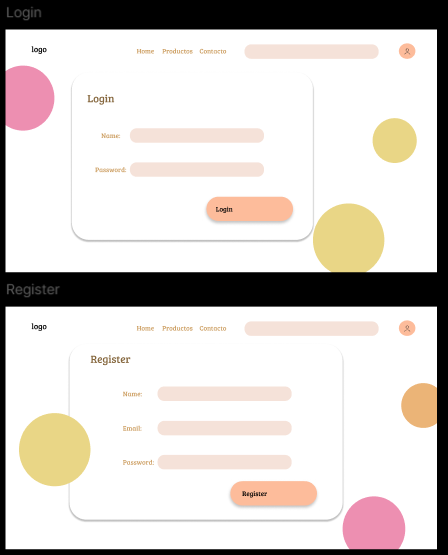 Login
logo
Home Productos Contacto
Login
Name:
Password:
Login
Register
logo
Home Productos Contacto
Register
Name:
Email:
Password:
Register